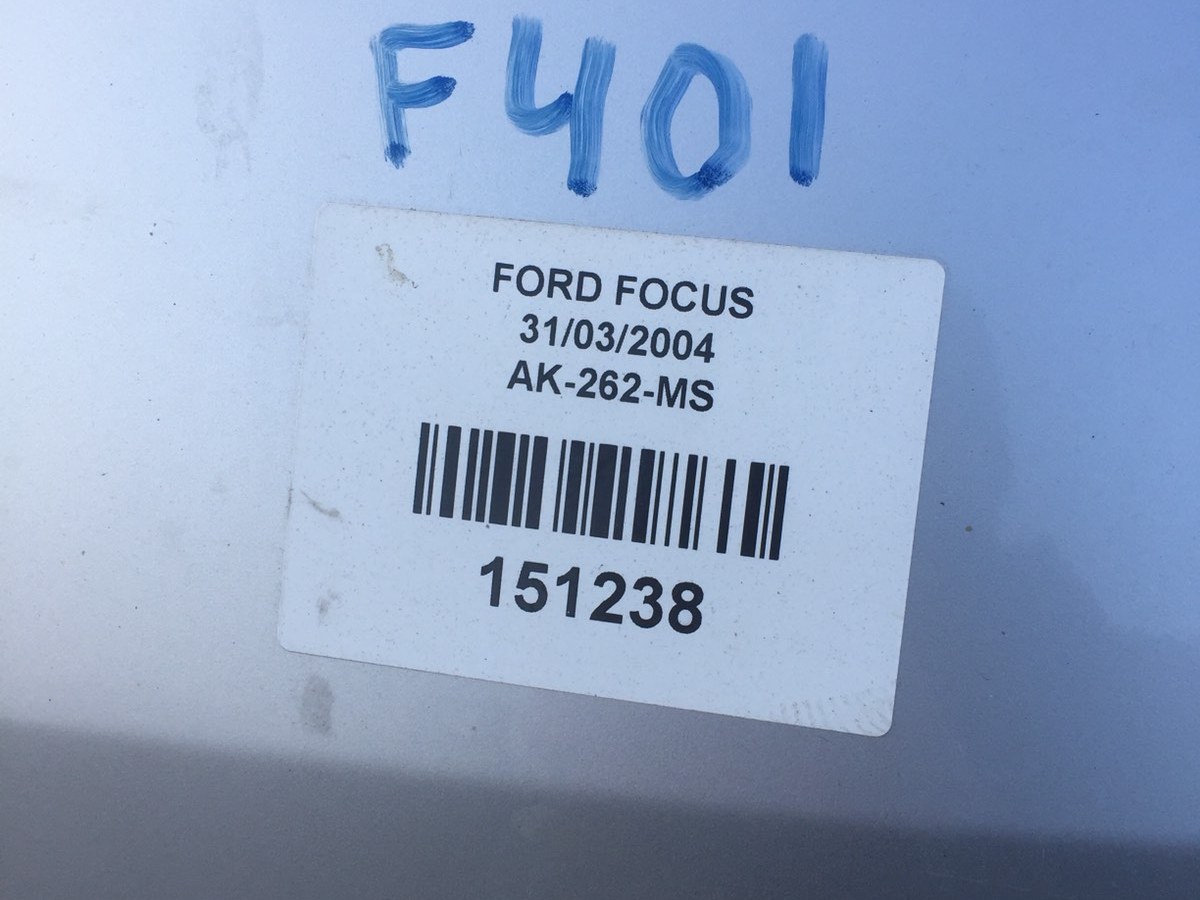 F401
FORD FOCUS
31/03/2004
AK-262-MS
151238